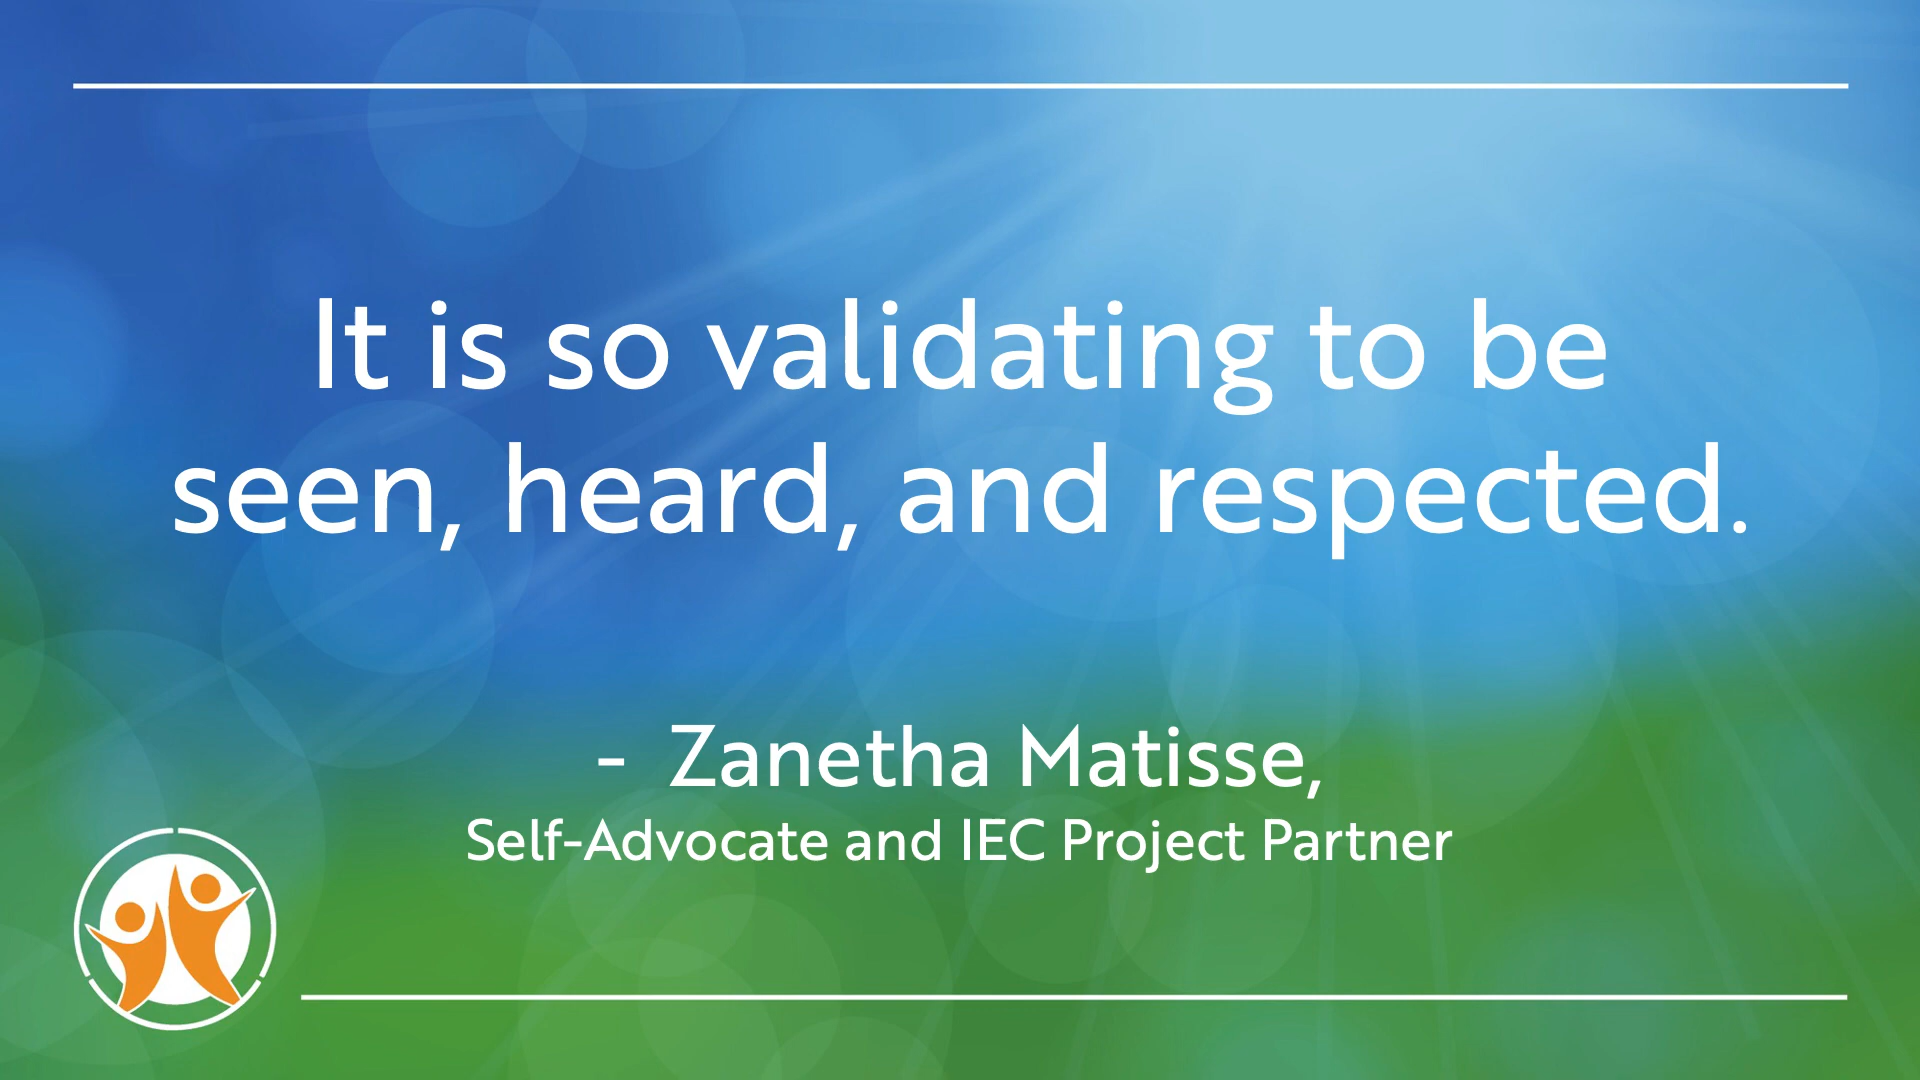 It is so validating to be
seen, heard, and respected.
- Zanetha Matisse,
Self-Advocate and IEC Project Partner